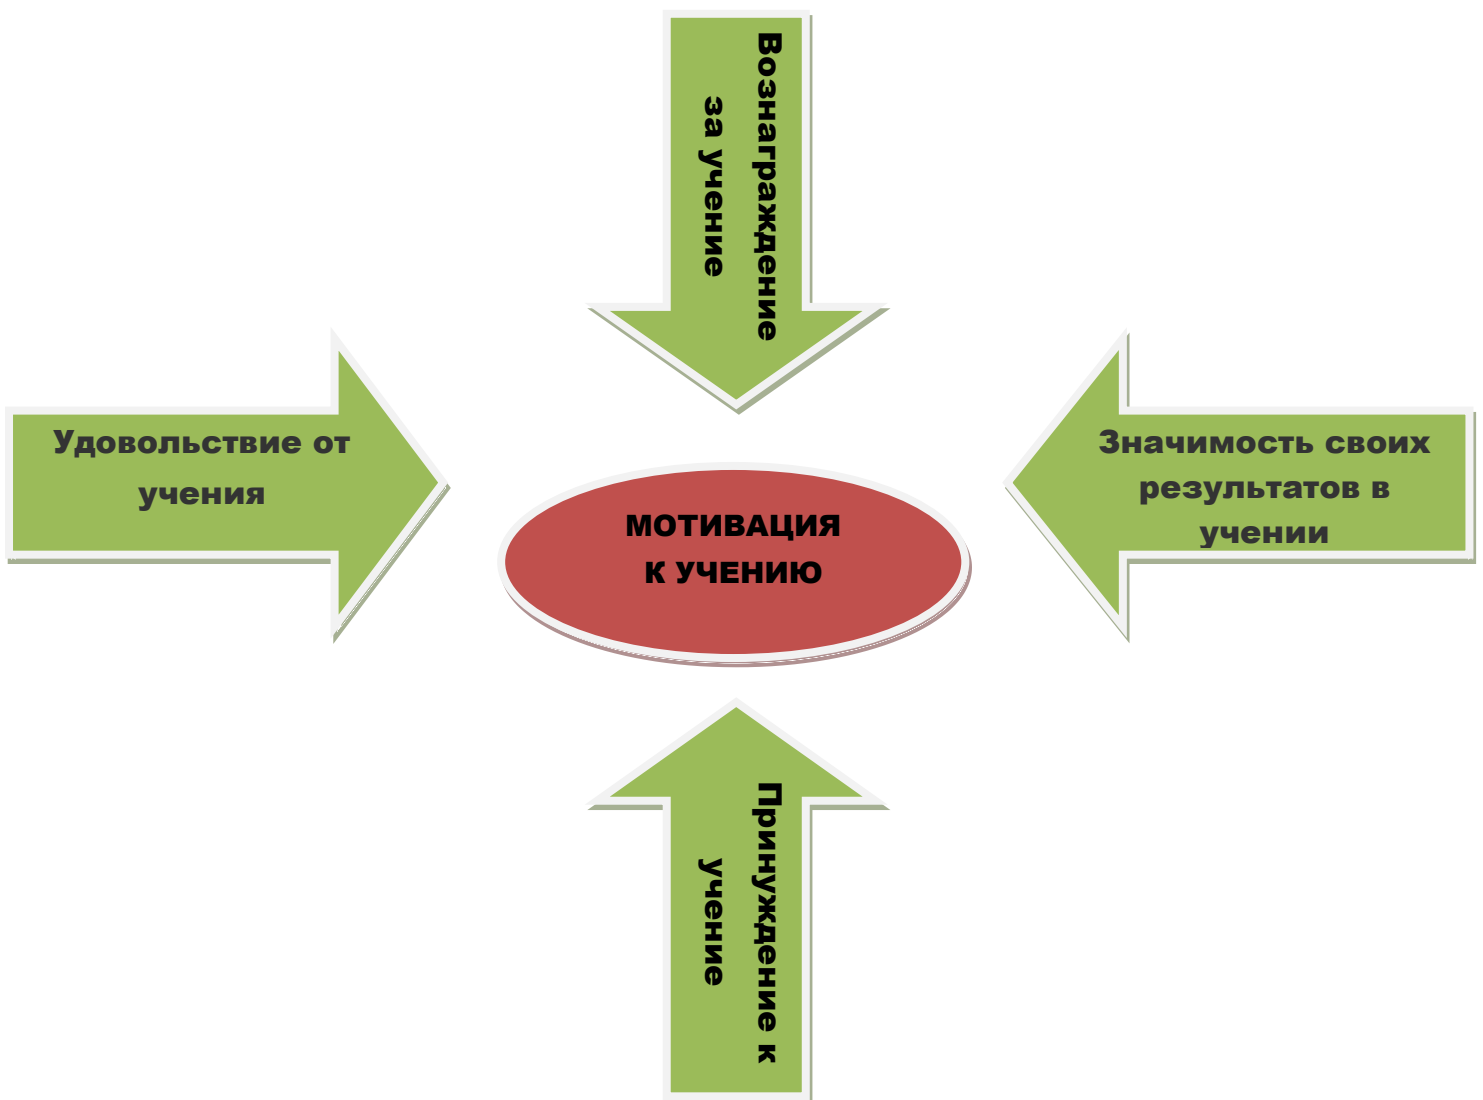 Вознаграждение
за учение
Удовольствие от
учения
Значимость своих
результатов в
учении
МОТИВАЦИЯ
К УЧЕНИЮ
Принуждение к
учение